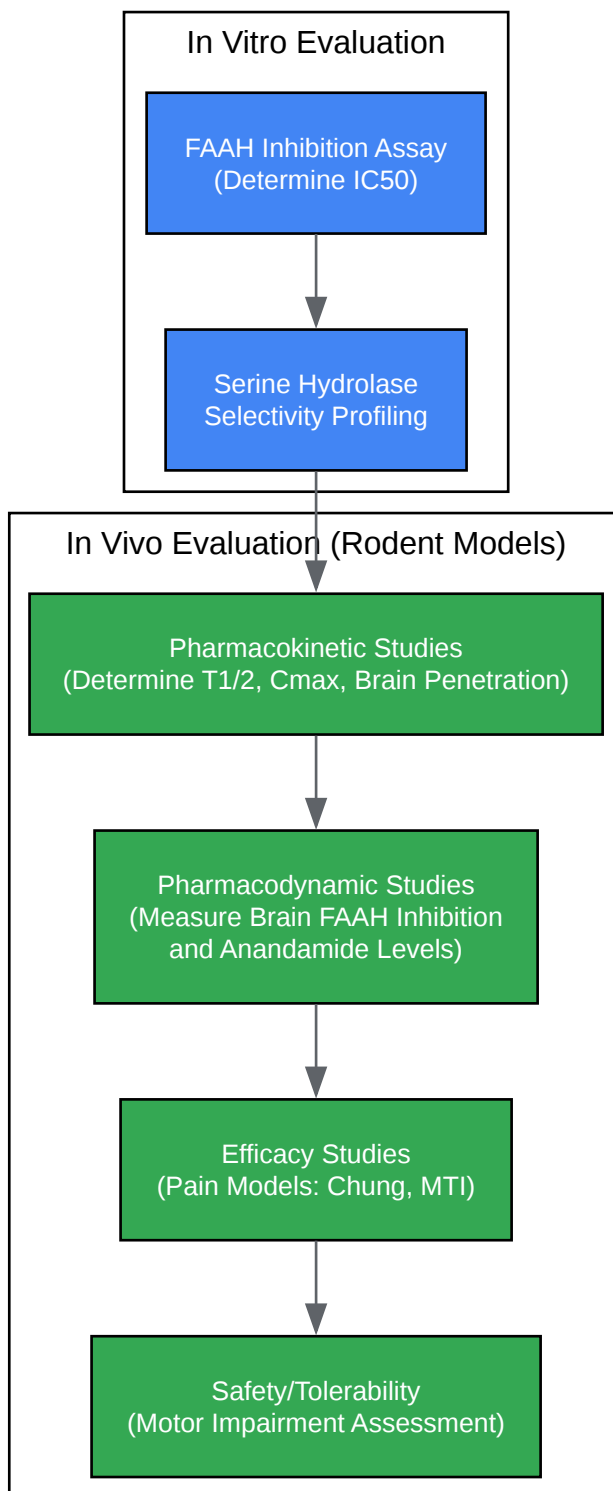 In Vitro Evaluation
FAAH Inhibition Assay
(Determine IC50)
Serine Hydrolase
Selectivity Profiling
In Vivo Evaluation (Rodent Models)
Pharmacokinetic Studies
(Determine T1/2, Cmax, Brain Penetration)
Pharmacodynamic Studies
(Measure Brain FAAH Inhibition
and Anandamide Levels)
Efficacy Studies
(Pain Models: Chung, MTI)
Safety/Tolerability
(Motor Impairment Assessment)